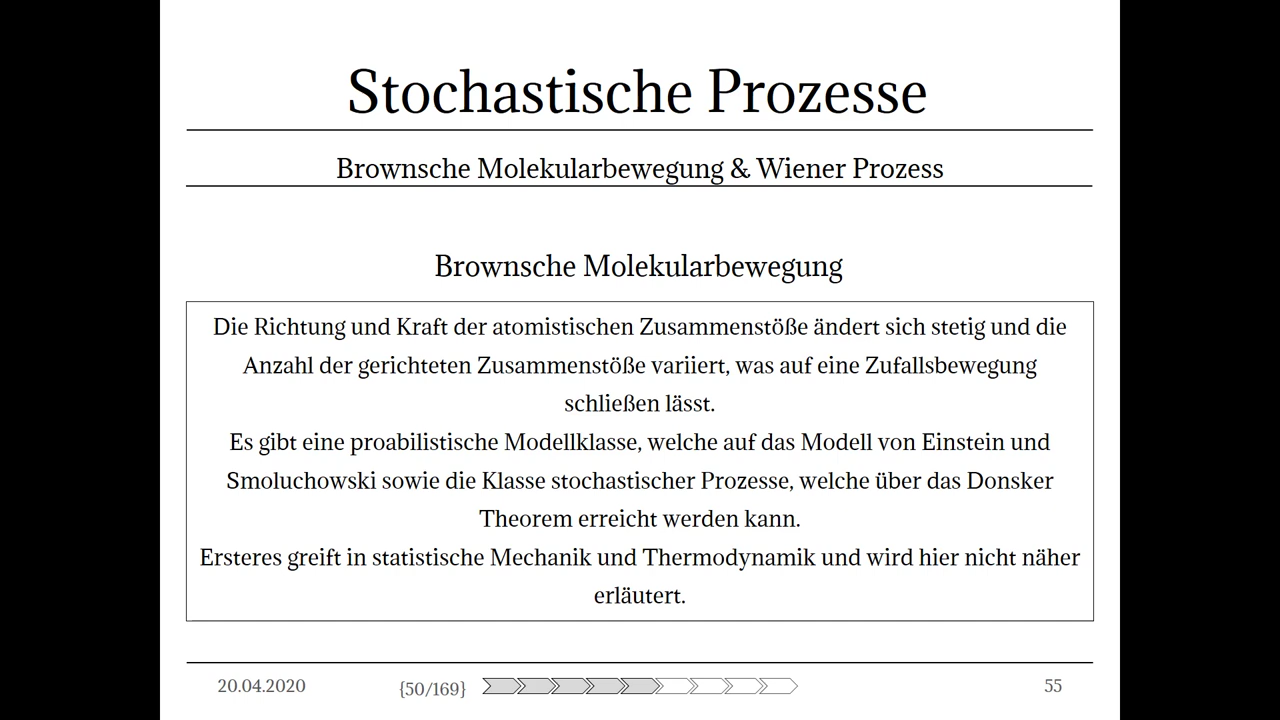 Stochastische Prozesse
Brownsche Molekularbewegung & Wiener Prozess
Brownsche Molekularbewegung
Die Richtung und Kraft der atomistischen Zusammenstöße ändert sich stetig und die
Anzahl der gerichteten Zusammenstöße variiert, was auf eine Zufallsbewegung
schließen lässt.
Es gibt eine proabilistische Modellklasse, welche auf das Modell von Einstein und
Smoluchowski sowie die Klasse stochastischer Prozesse, welche über das Donsker
Theorem erreicht werden kann.
Ersteres greift in statistische Mechanik und Thermodynamik und wird hier nicht näher
erläutert.
20.04.2020 {50/169} 55